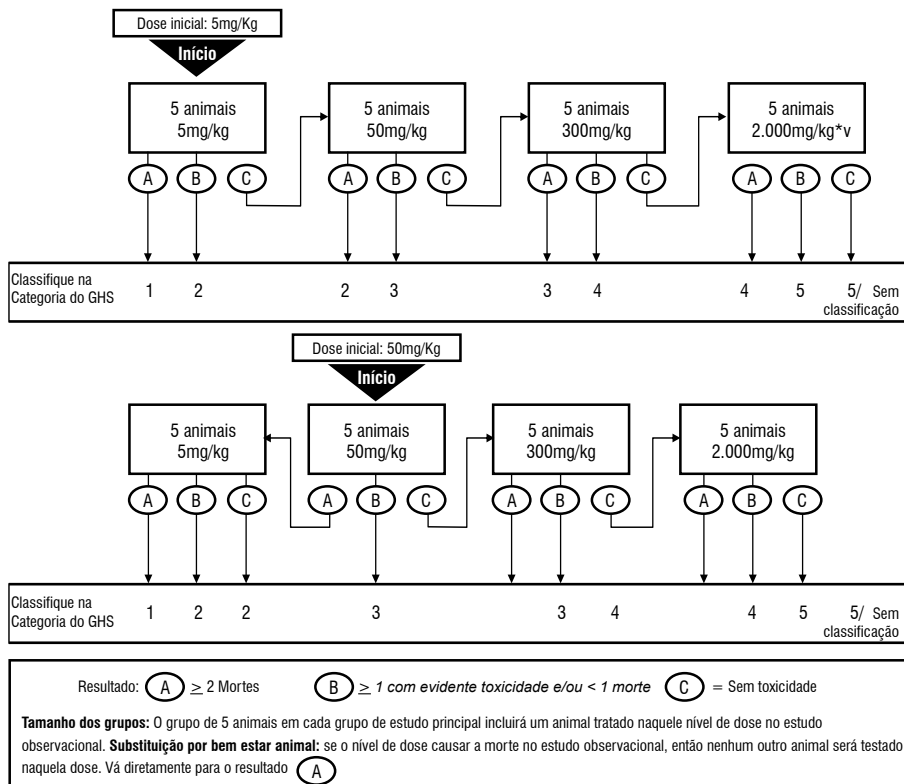 Dose inicial: 5mg/Kg
Início
5 animais
5mg/kg
5 animais
50mg/kg
5 animais
300mg/kg
5 animais
2.000mg/kg*v
A B C A B C A B C A B C
Classifique na
Categoria do GHS
1 2 2 3 3 4 4 5 5/ Sem
classificação
Dose inicial: 50mg/Kg
Início
5 animais
5mg/kg
5 animais
50mg/kg
5 animais
300mg/kg
5 animais
2.000mg/kg
A B C A B C A B C A B C
Classifique na
Categoria do GHS
1 2 2 3 3 4 4 5 5/ Sem
classificação
Resultado: A ≥ 2 Mortes B ≥ 1 com evidente toxicidade e/ou < 1 morte C = Sem toxicidade
Tamanho dos grupos: O grupo de 5 animais em cada grupo de estudo principal incluirá um animal tratado naquele nível de dose no estudo
observacional. Substituição por bem estar animal: se o nível de dose causar a morte no estudo observacional, então nenhum outro animal será testado
naquela dose. Vá diretamente para o resultado A